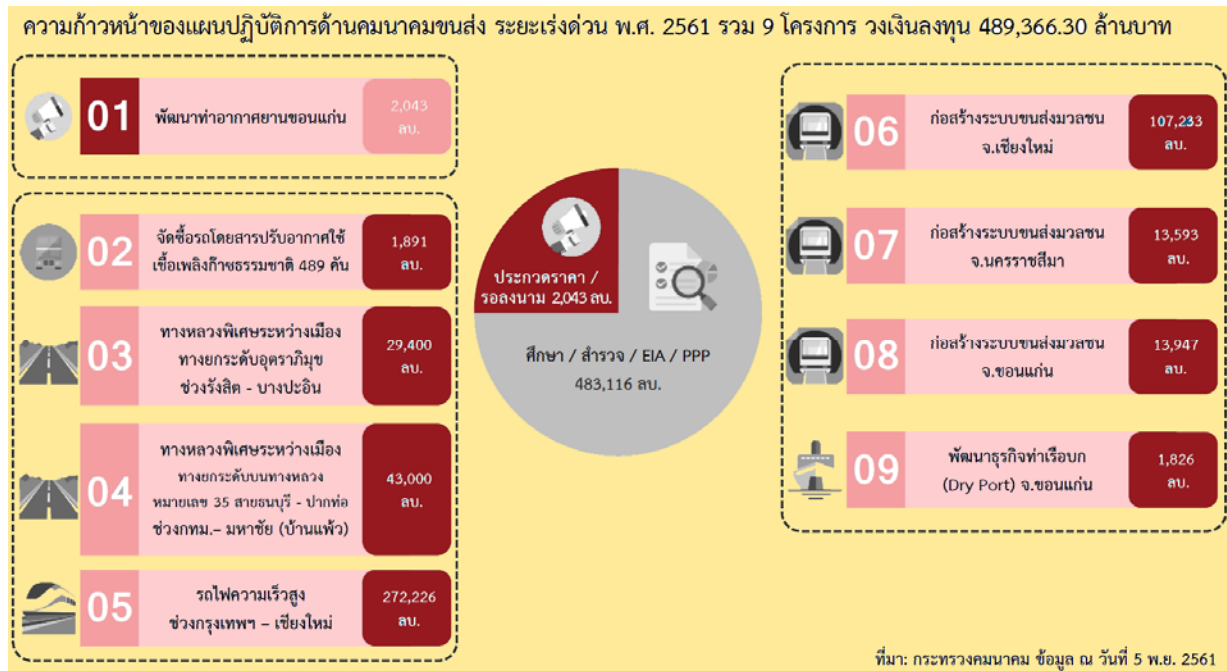 ความก้าวหน้าของแผนปฏิบัติการด้านคมนาคมขนส่ง ระยะเร่งด่วน พ.ศ. 2561 รวม 9 โครงการ วงเงินลงทุน 489,366.30 ล้านบาท
01
พัฒนาท่าอากาศยานขอนแก่น
2,043
ลบ.
02
จัดซื้อรถโดยสารปรับอากาศใช้
เชื้อเพลิงก๊าซธรรมชาติ 489 คัน
1,891
ลบ.
03
ทางหลวงพิเศษระหว่างเมือง
ทางยกระดับอุตราภิมุข
ช่วงรังสิต - บางปะอิน
29,400
ลบ.
04
ทางหลวงพิเศษระหว่างเมือง
ทางยกระดับบนทางหลวง
หมายเลข 35 สายธนบุรี - ปากท่อ
ช่วงกทม.– มหาชัย (บ้านแพ้ว)
43,000
ลบ.
05
รถไฟความเร็วสูง
ช่วงกรุงเทพฯ – เชียงใหม่
272,226
ลบ.
ประกวดราคา /
รอลงนาม 2,043 ลบ.
ศึกษา / สำรวจ / EIA / PPP
483,116 ลบ.
06
ก่อสร้างระบบขนส่งมวลชน
จ.เชียงใหม่
107,233
ลบ.
07
ก่อสร้างระบบขนส่งมวลชน
จ.นครราชสีมา
13,593
ลบ.
08
ก่อสร้างระบบขนส่งมวลชน
จ.ขอนแก่น
13,947
ลบ.
09
พัฒนาธุรกิจท่าเรือบก
(Dry Port) จ.ขอนแก่น
1,826
ลบ.
ที่มา: กระทรวงคมนาคม ข้อมูล ณ วันที่ 5 พ.ย. 2561